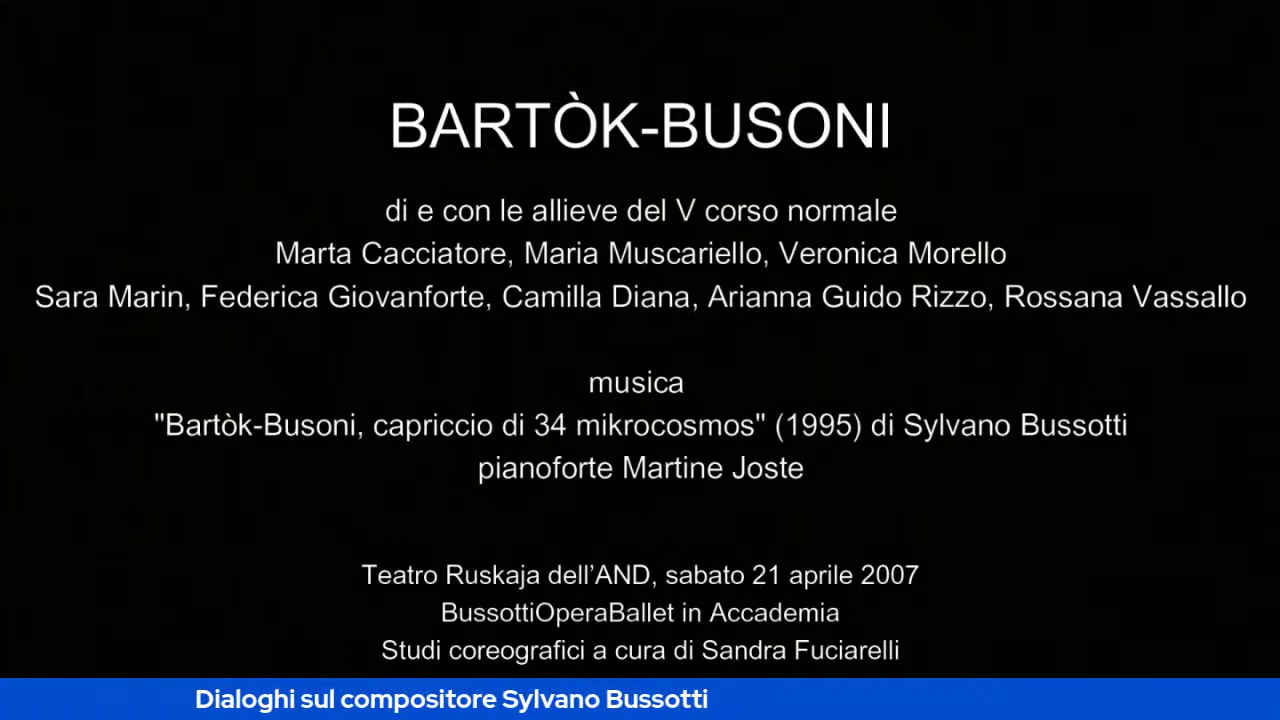 BARTÒK-BUSONI
di e con le allieve del V corso normale
Marta Cacciatore, Maria Muscariello, Veronica Morello
Sara Marin, Federica Giovanforte, Camilla Diana, Arianna Guido Rizzo, Rossana Vassallo
musica
"Bartòk-Busoni, capriccio di 34 mikrocosmos" (1995) di Sylvano Bussotti
pianoforte Martine Joste
Teatro Ruskaja dell’AND, sabato 21 aprile 2007
BussottiOperaBallet in Accademia
Studi coreografici a cura di Sandra Fuciarelli
Dialoghi sul compositore Sylvano Bussotti